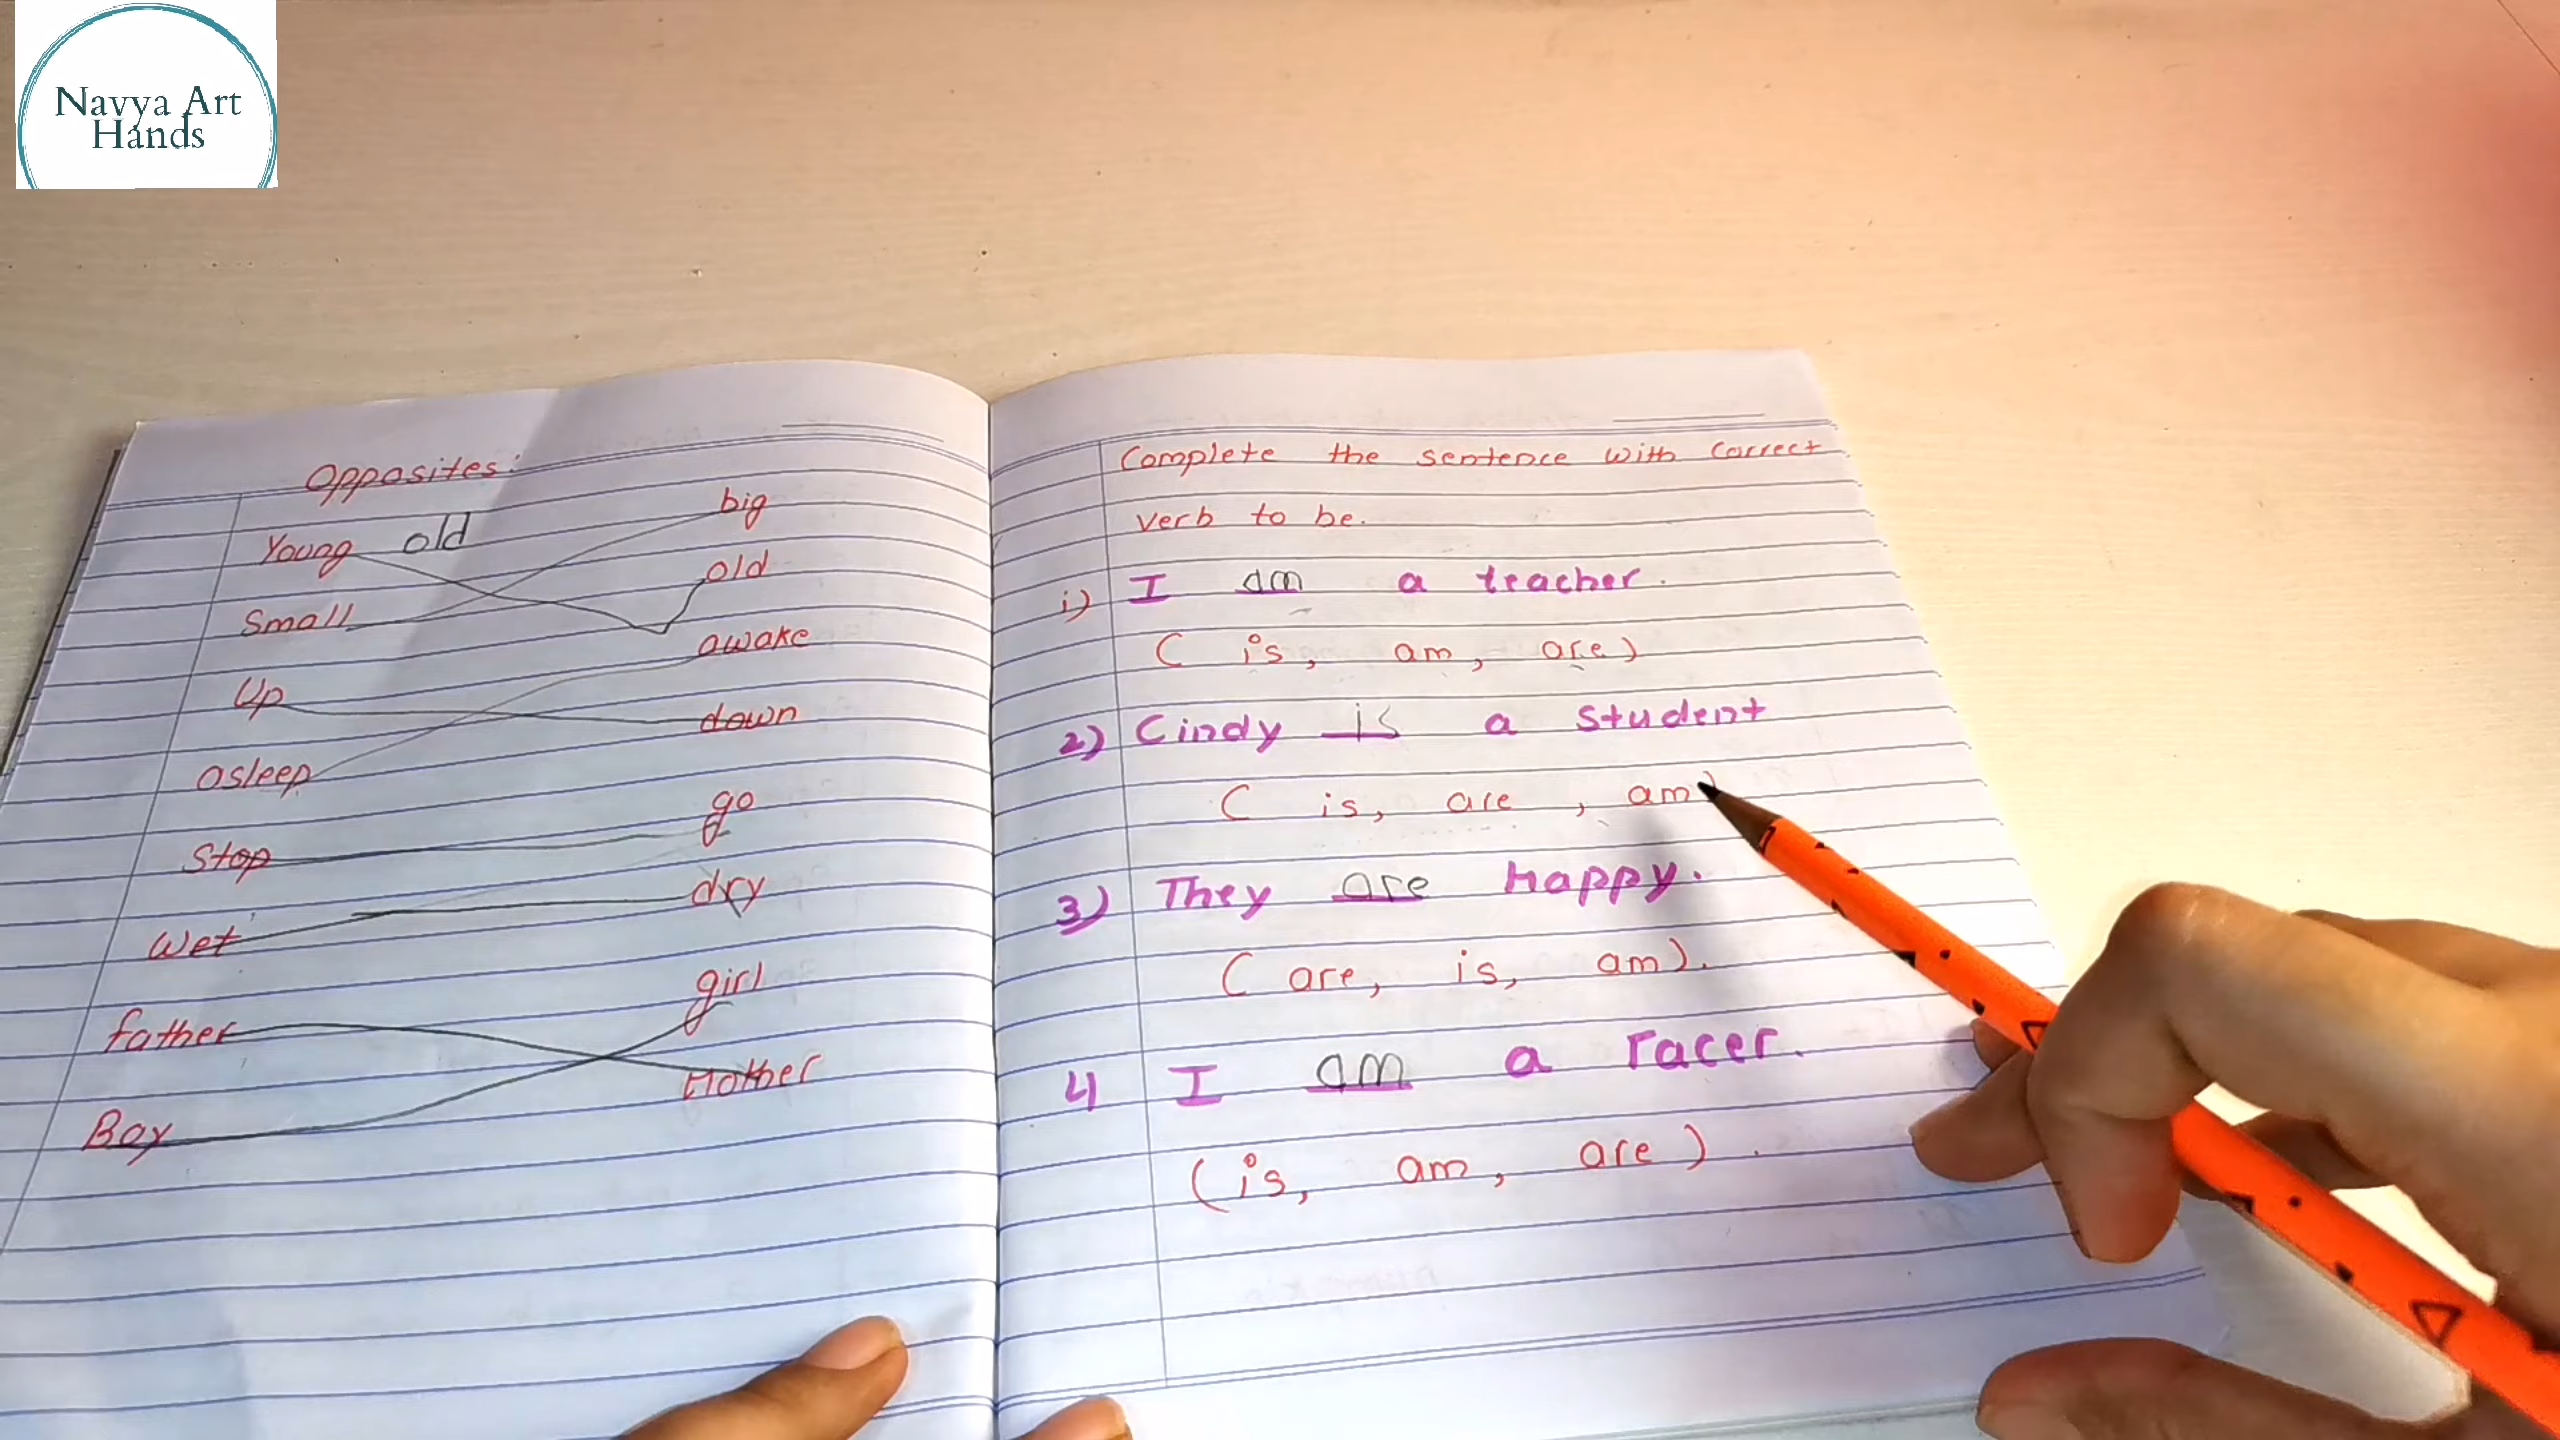 Navya Art
Hands
Opposites:
Young old
big
Small
old
Up
awake
asleep
down
Stop
go
Wet
dry
father
girl
Boy
Mother
Complete the sentence with correct
verb to be.
1) I am a teacher.
( is, am, are)
2) Cindy is a student
( is, are , am)
3) They are happy.
( are, is, am).
4) I am a racer.
(is, am, are) .